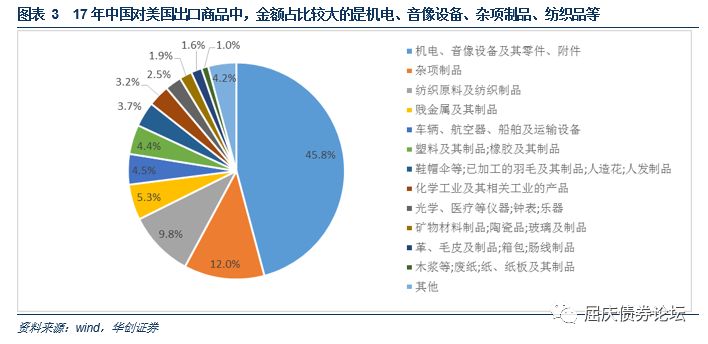 图表 3 17 年中国对美国出口商品中，金额占比较大的是机电、音像设备、杂项制品、纺织品等
1.6%
1.0%
1.9%
2.5%
4.2%
3.2%
3.7%
4.4%
4.5%
5.3%
9.8%
12.0%
45.8%
机电、音像设备及其零件、附件
杂项制品
纺织原料及纺织制品
贱金属及其制品
车辆、航空器、船舶及运输设备
塑料及其制品;橡胶及其制品
鞋帽伞等;已加工的羽毛及其制品;人造花;人发制品
化学工业及其相关工业的产品
光学、医疗等仪器;钟表;乐器
矿物材料制品;陶瓷品;玻璃及制品
革、毛皮及制品;箱包;肠线制品
木浆等;废纸;纸、纸板及其制品
其他
屈庆债券论坛
资料来源：wind，华创证券